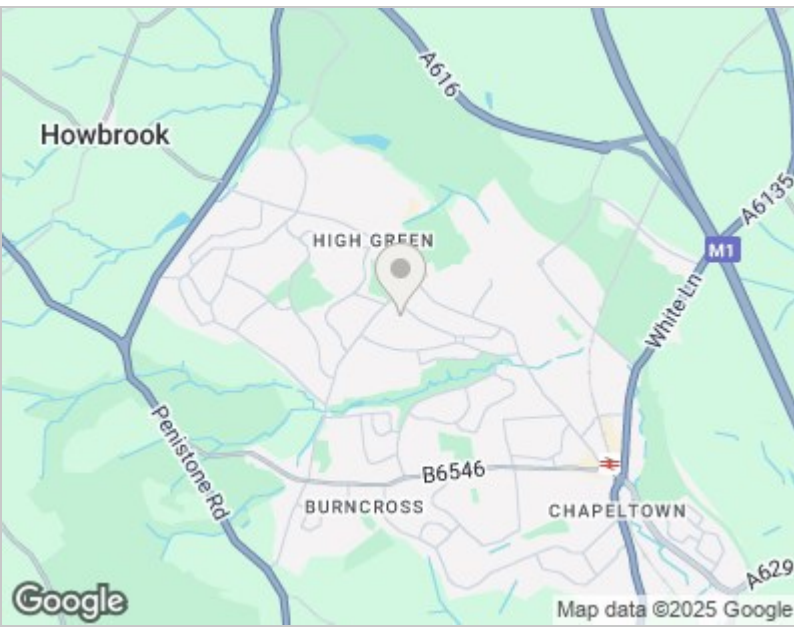 A616
Howbrook
A6135
HIGH GREEN
M1
White Ln
Penistone Rd
B6546
BURNCROSS
CHAPELTOWN
A629
Google
Map data ©2025 Google